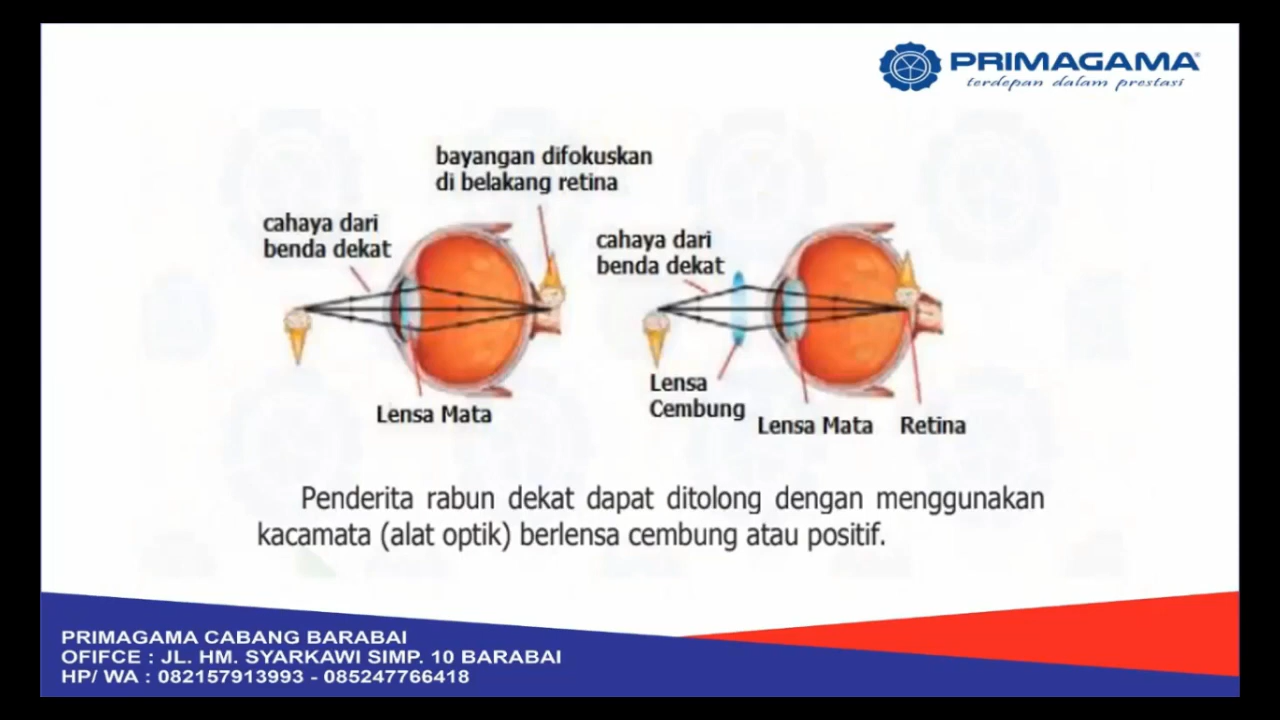 PRIMAGAMA
terdepan dalam prestasi
bayangan difokuskan
di belakang retina
cahaya dari
benda dekat
Lensa Mata
cahaya dari
benda dekat
Lensa
Cembung
Lensa Mata
Retina
Penderita rabun dekat dapat ditolong dengan menggunakan
kacamata (alat optik) berlensa cembung atau positif.
PRIMAGAMA CABANG BARABAI
OFIFCE : JL. HM. SYARKAWI SIMP. 10 BARABAI
HP/ WA : 082157913993 - 085247766418